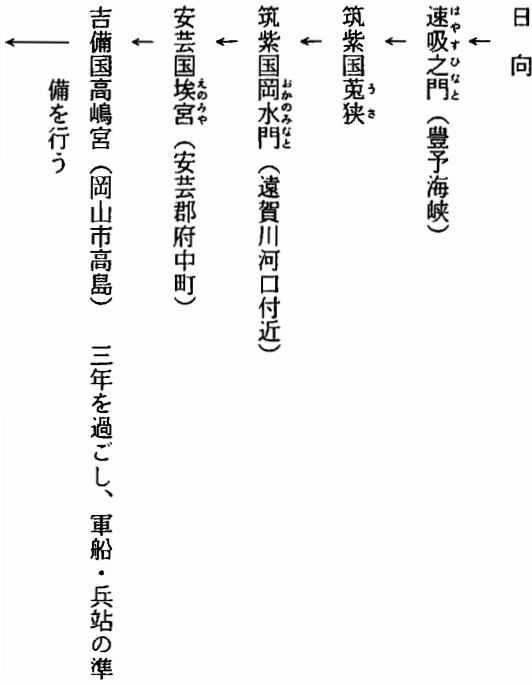 日向
速吸之門（豊予海峡）
筑紫国菟狭
筑紫国岡水門（遠賀川河口付近）
安芸国埃宮（安芸郡府中町）
吉備国高嶋宮（岡山市高島）　三年を過ごし、軍船・兵站の準
備を行う